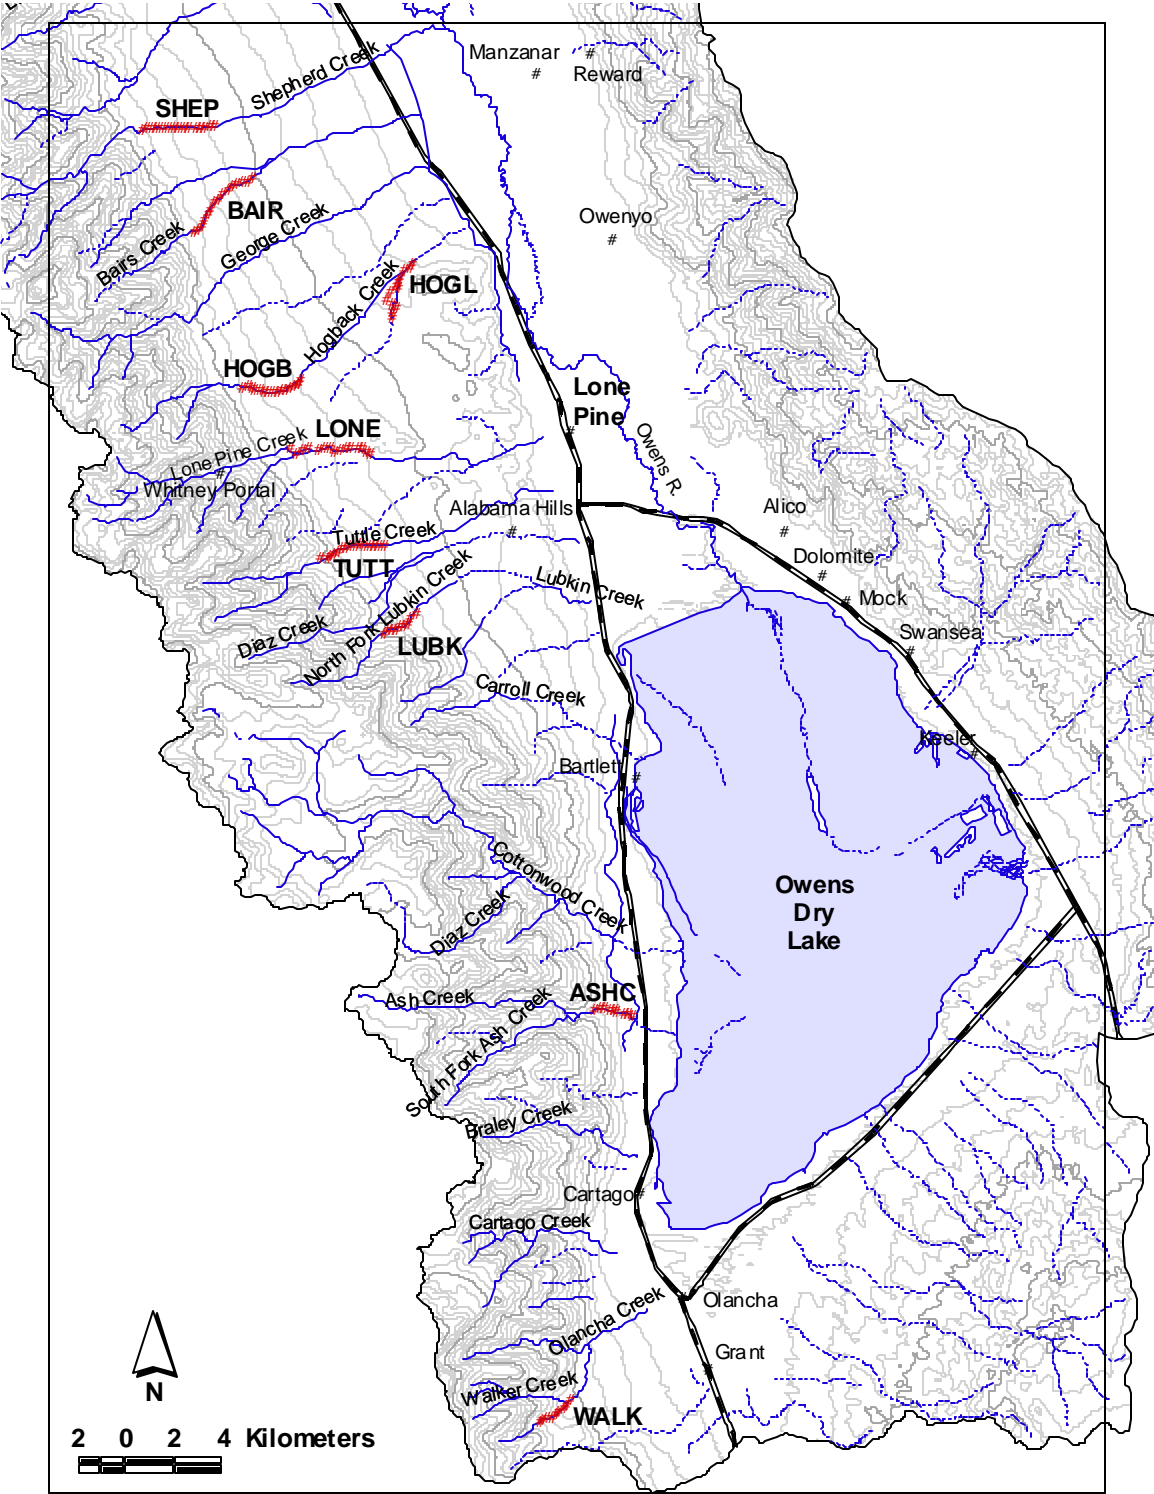 Manzanar
Reward
Shepherd Creek
SHEP
BAIR
Bairs Creek
George Creek
Owenyo
HOGL
Hogback Creek
HOGB
Lone
Pine
LONE
Lone Pine Creek
Whitney Portal
Owens R.
Alabama Hills
Alico
Tuttle Creek
TUTT
Dolomite
Mock
Lubkin Creek
North Fork Lubkin Creek
Diaz Creek
LUBK
Swansea
Carroll Creek
Keeler
Bartlett
Cottonwood Creek
Diaz Creek
Owens
Dry
Lake
Ash Creek
ASHC
South Fork Ash Creek
Braley Creek
Cartago
Cartago Creek
Olancha
Olancha Creek
Grant
Walker Creek
WALK
N
2 0 2 4 Kilometers